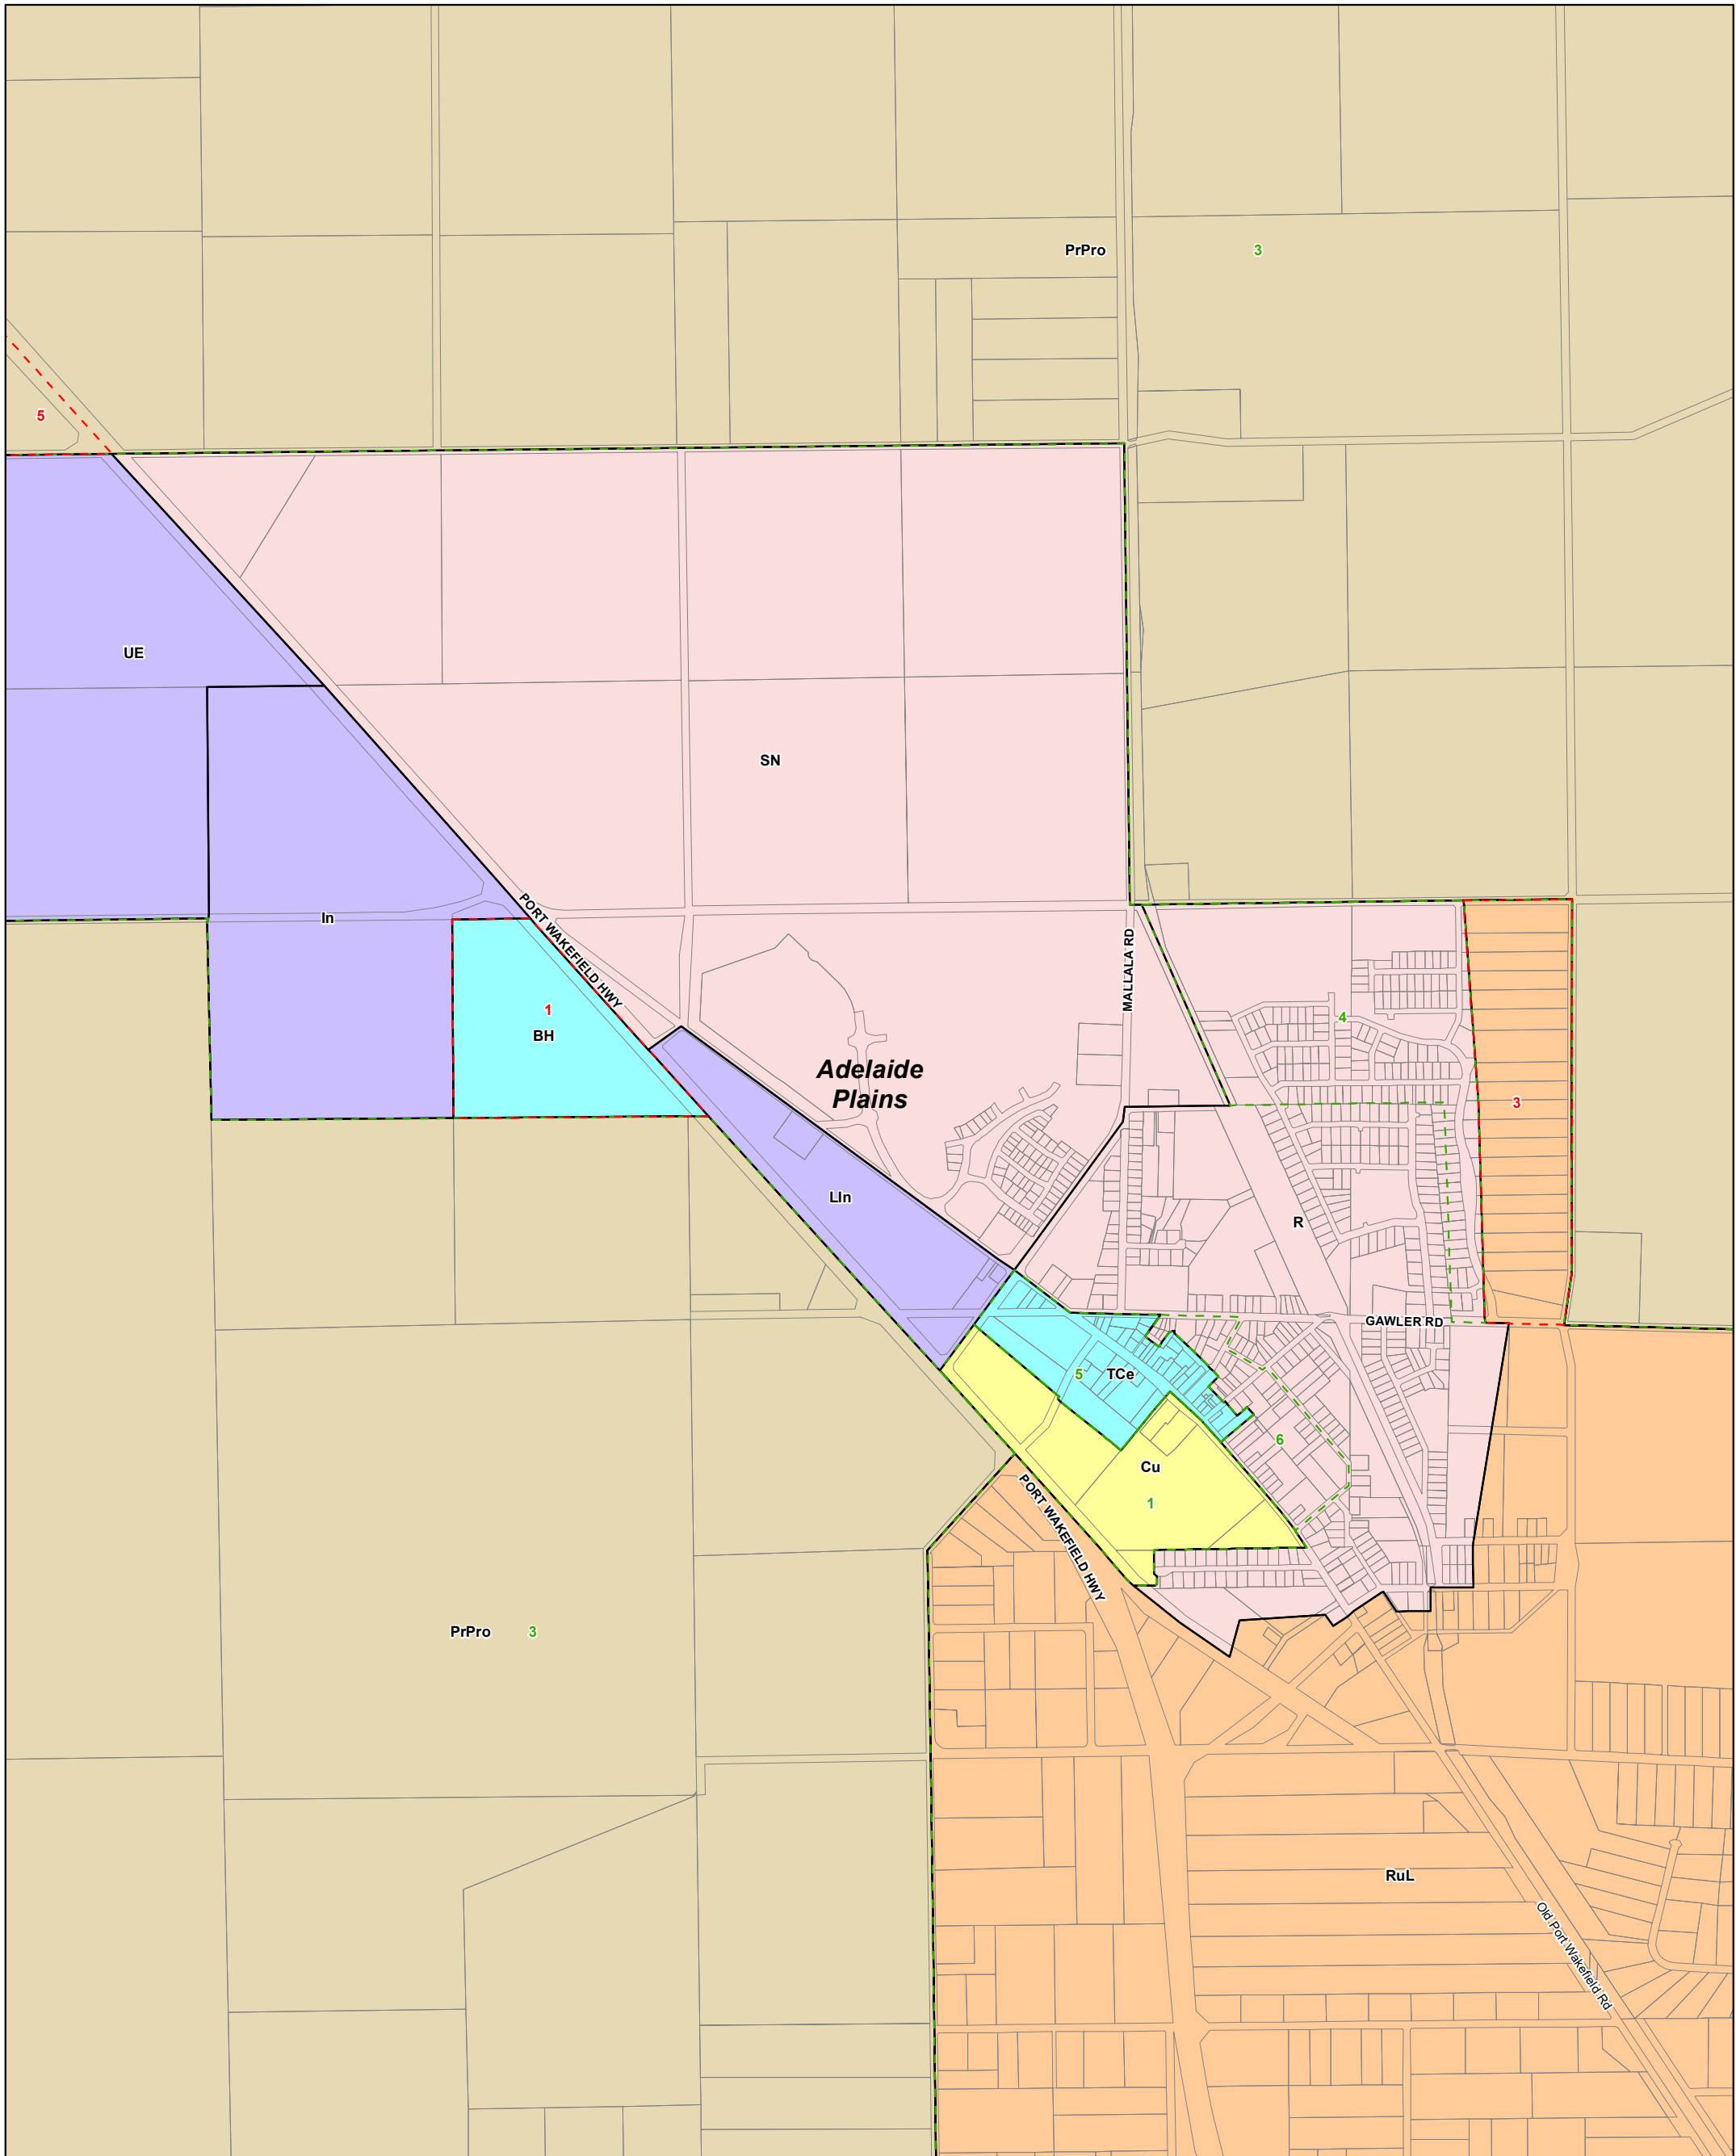 PrPro
3
5
UE
SN
In
PORT WAKEFIELD HWY
MALLALA RD
1
BH
4
Adelaide
Plains
3
LIn
R
GAWLER RD
5
TCe
6
Cu
1
PORT WAKEFIELD HWY
PrPro
3
RuL
Old Port Wakefield Rd